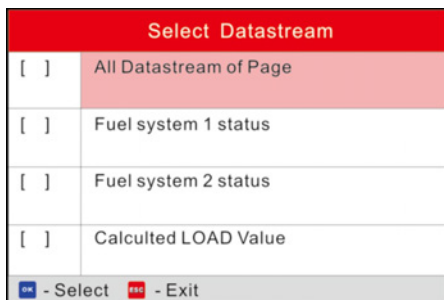 Select Datastream
[ ] All Datastream of Page
[ ] Fuel system 1 status
[ ] Fuel system 2 status
[ ] Calculted LOAD Value
OK - Select ESC - Exit